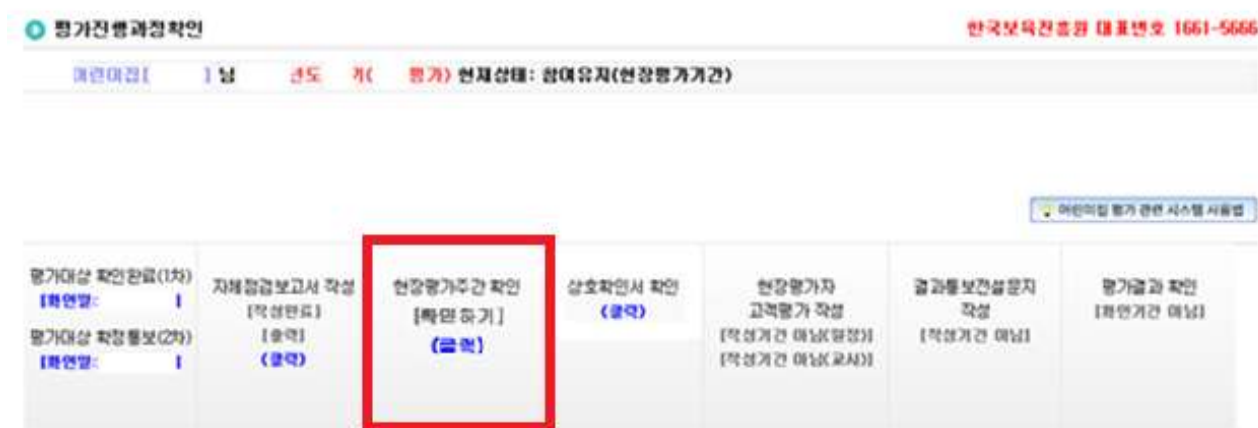 평가진행과정확인
한국보육진흥원 대표번호 1661-5666
어린이집[ ] 님 년도 기( 평가) 현재상태: 참여유지(현장평가기간)
어린이집 평가 관련 시스템 사용법
평가대상 확인완료(1차)
[확인일: ]
평가대상 확정통보(2차)
[확인일: ]
자체점검보고서 작성
[작성완료]
[출력]
(클릭)
현장평가주간 확인
[확인하기]
(클릭)
상호확인서 확인
(클릭)
현장평가자
고객평가 작성
[작성기간 아님(원장)]
[작성기간 아님(교사)]
결과통보전설문지
작성
[작성기간 아님]
평가결과 확인
[확인기간 아님]